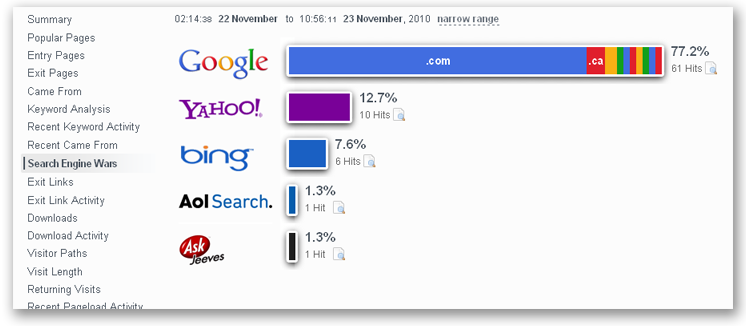 Summary
Popular Pages
Entry Pages
Exit Pages
Came From
Keyword Analysis
Recent Keyword Activity
Recent Came From
Search Engine Wars
Exit Links
Exit Link Activity
Downloads
Download Activity
Visitor Paths
Visit Length
Returning Visits
Recent Pageload Activity
02:14:38 22 November to 10:56:11 23 November, 2010 narrow range
Google .com .ca 77.2%
61 Hits
YAHOO! 12.7%
10 Hits
bing 7.6%
6 Hits
Aol Search. 1.3%
1 Hit
Ask Jeeves 1.3%
1 Hit